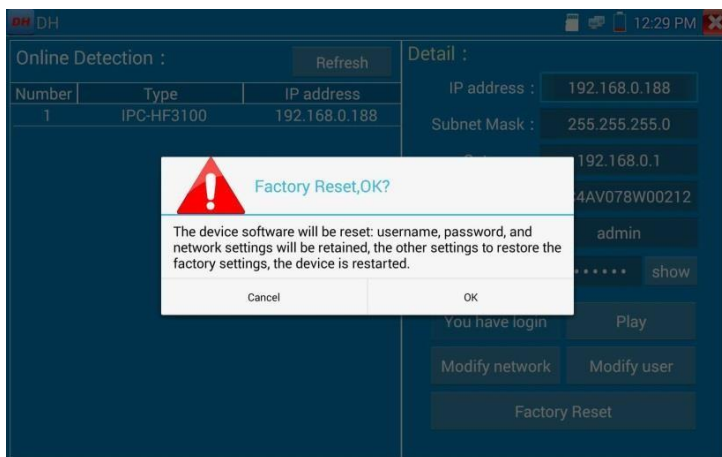 DH DH 12:29 PM
Online Detection : Refresh
Number Type IP address
1 IPC-HF3100 192.168.0.188
Detail :
IP address : 192.168.0.188
Subnet Mask : 255.255.255.0
192.168.0.1
4AV078W00212
admin
•••••• show
You have login Play
Modify network Modify user
Factory Reset
Factory Reset,OK?
The device software will be reset: username, password, and
network settings will be retained, the other settings to restore the
factory settings, the device is restarted.
Cancel OK